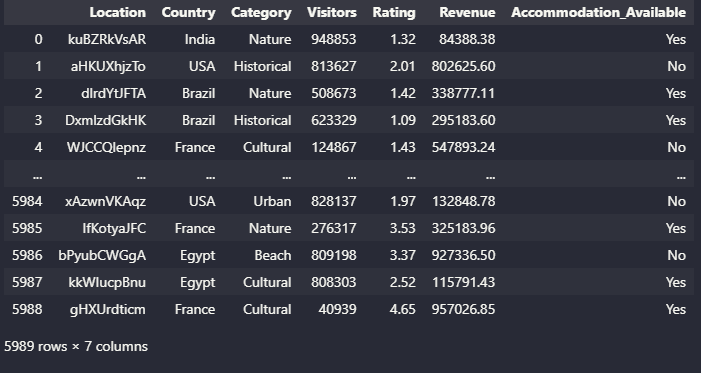 Location Country Category Visitors Rating Revenue Accommodation_Available
0 kuBZRkVsAR India Nature 948853 1.32 84388.38 Yes
1 aHKUXhjzTo USA Historical 813627 2.01 802625.60 No
2 dlrdYtJFTA Brazil Nature 508673 1.42 338777.11 Yes
3 DxmlzdGkHK Brazil Historical 623329 1.09 295183.60 Yes
4 WJCCQlepnz France Cultural 124867 1.43 547893.24 No
... ... ... ... ... ... ... ...
5984 xAzwnVKAqz USA Urban 828137 1.97 132848.78 No
5985 IfKotyaJFC France Nature 276317 3.53 325183.96 Yes
5986 bPyubCWGgA Egypt Beach 809198 3.37 927336.50 No
5987 kkWIucpBnu Egypt Cultural 808303 2.52 115791.43 Yes
5988 gHXUrdticm France Cultural 40939 4.65 957026.85 Yes
5989 rows × 7 columns